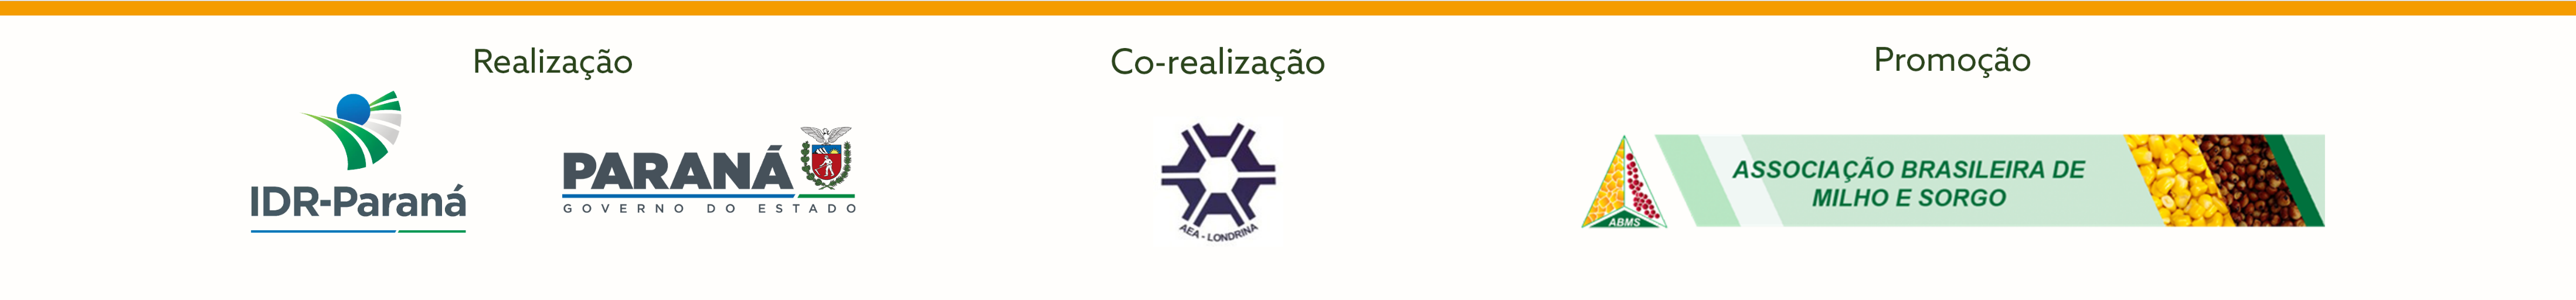 Realização
IDR-Paraná
PARANÁ
GOVERNO DO ESTADO
Co-realização
AEA - LONDRINA
Promoção
ABMS
ASSOCIAÇÃO BRASILEIRA DE
MILHO E SORGO